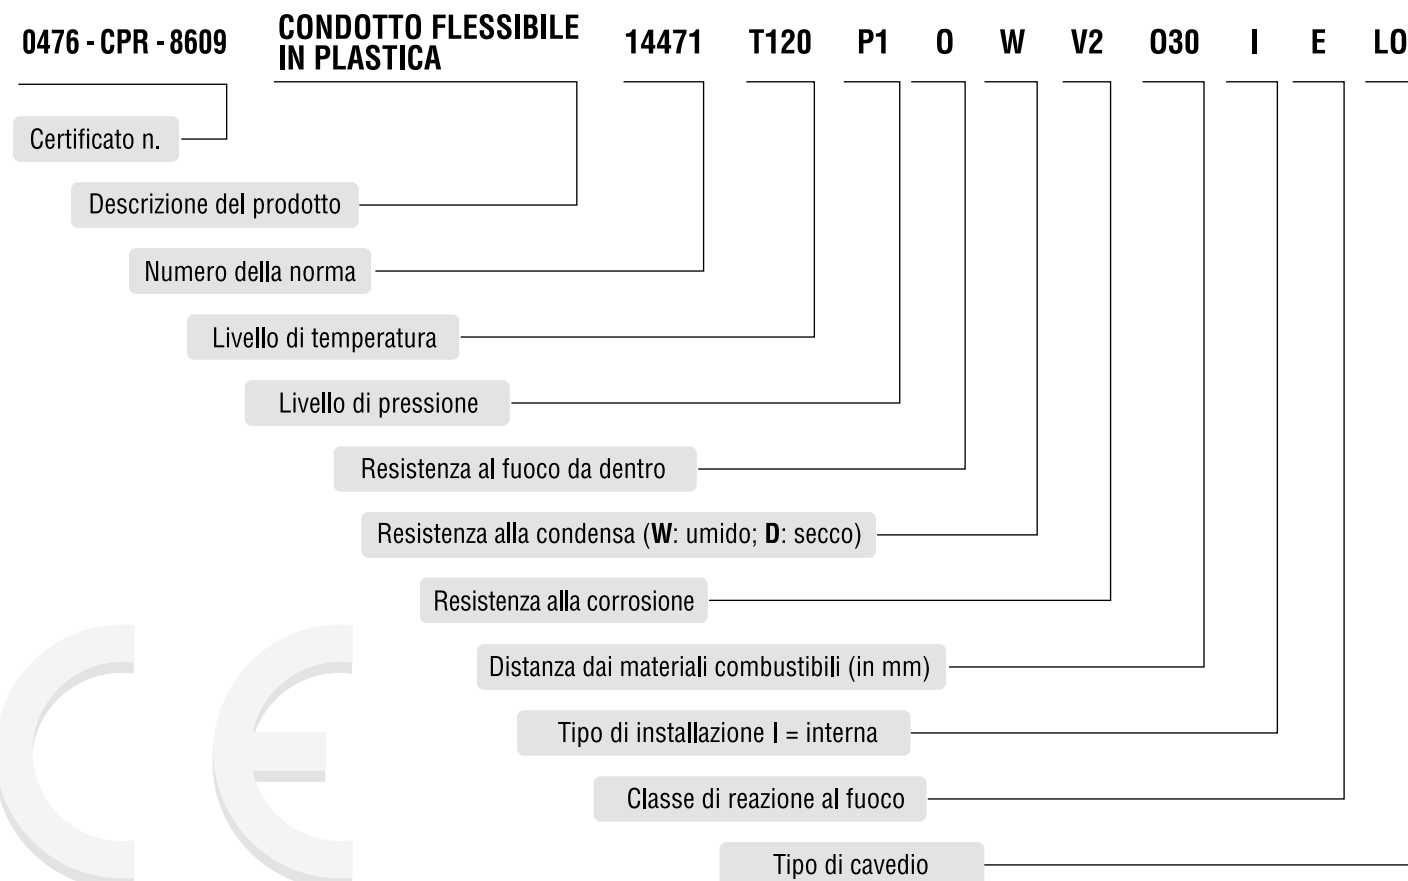 0476 - CPR - 8609 CONDOTTO FLESSIBILE IN PLASTICA 14471 T120 P1 O W V2 O30 I E LO
Certificato n.
Descrizione del prodotto
Numero della norma
Livello di temperatura
Livello di pressione
Resistenza al fuoco da dentro
Resistenza alla condensa (W: umido; D: secco)
Resistenza alla corrosione
Distanza dai materiali combustibili (in mm)
Tipo di installazione I = interna
Classe di reazione al fuoco
Tipo di cavedio
CE